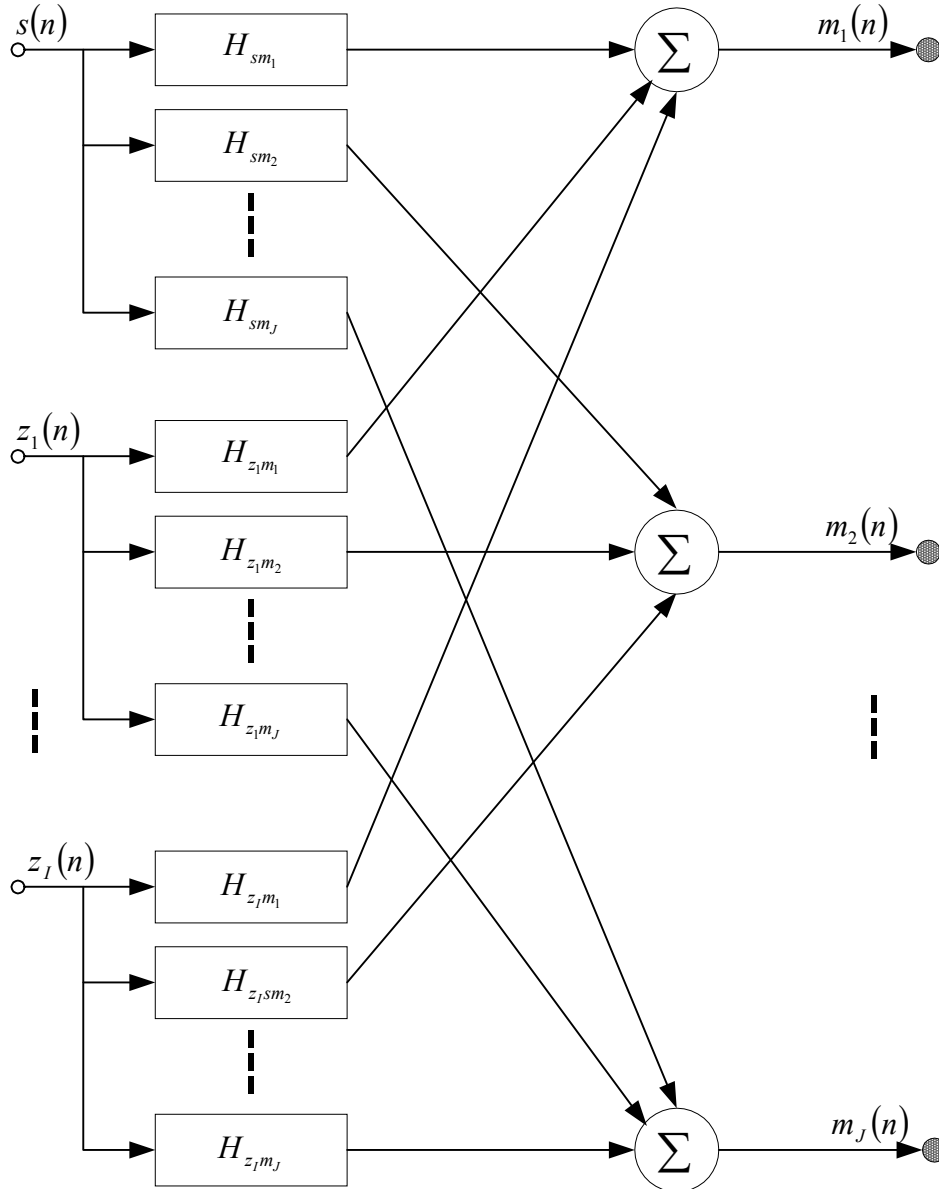 s(n)
H_{sm_1}
Σ
m_1(n)
H_{sm_2}
H_{sm_J}
z_1(n)
H_{z_1m_1}
H_{z_1m_2}
Σ
m_2(n)
H_{z_1m_J}
z_I(n)
H_{z_Im_1}
H_{z_Ism_2}
H_{z_Im_J}
Σ
m_J(n)